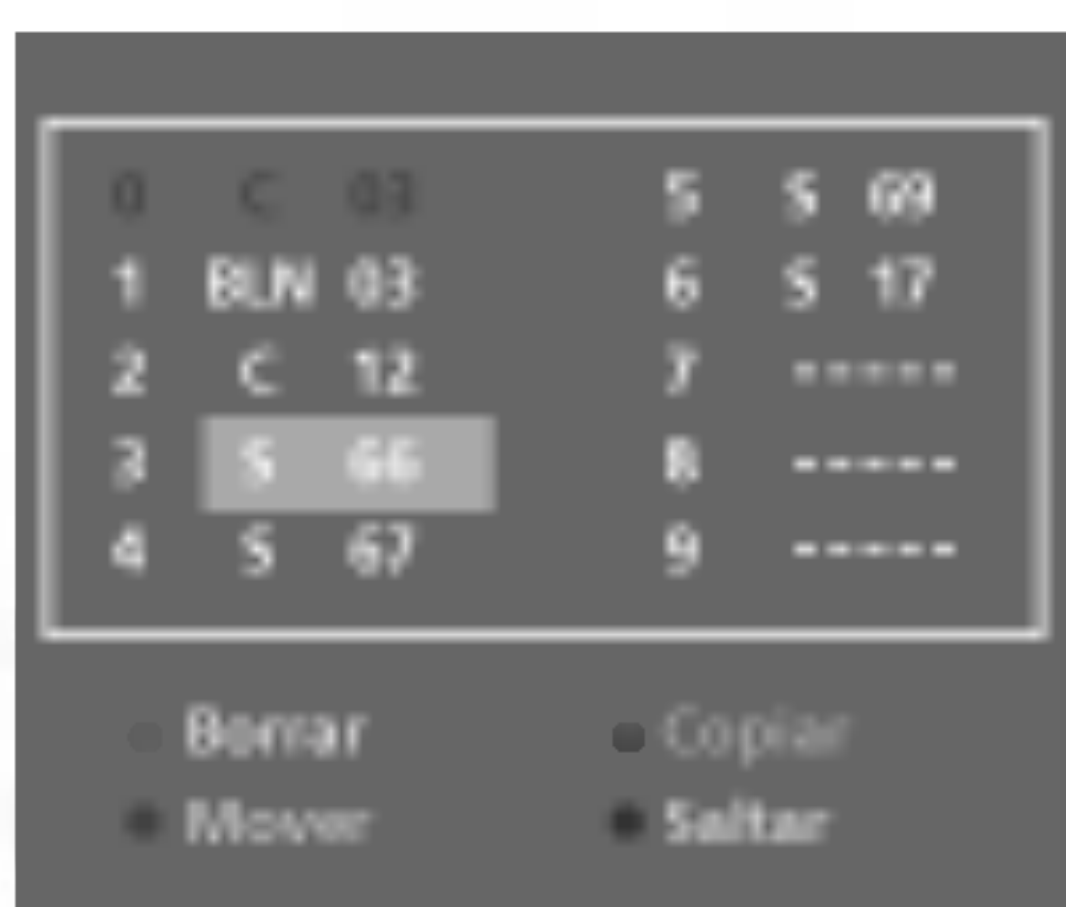 0 C 03
1 BLN 03
2 C 12
3 S 66
4 S 67
5 S 69
6 S 17
7 -----
8 -----
9 -----
Borrar
Copiar
Mover
Saltar